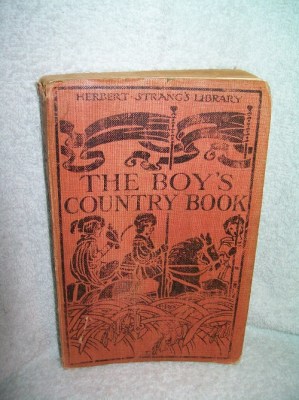 HERBERT·STRANG'S LIBRARY
THE BOY'S
COUNTRY BOOK